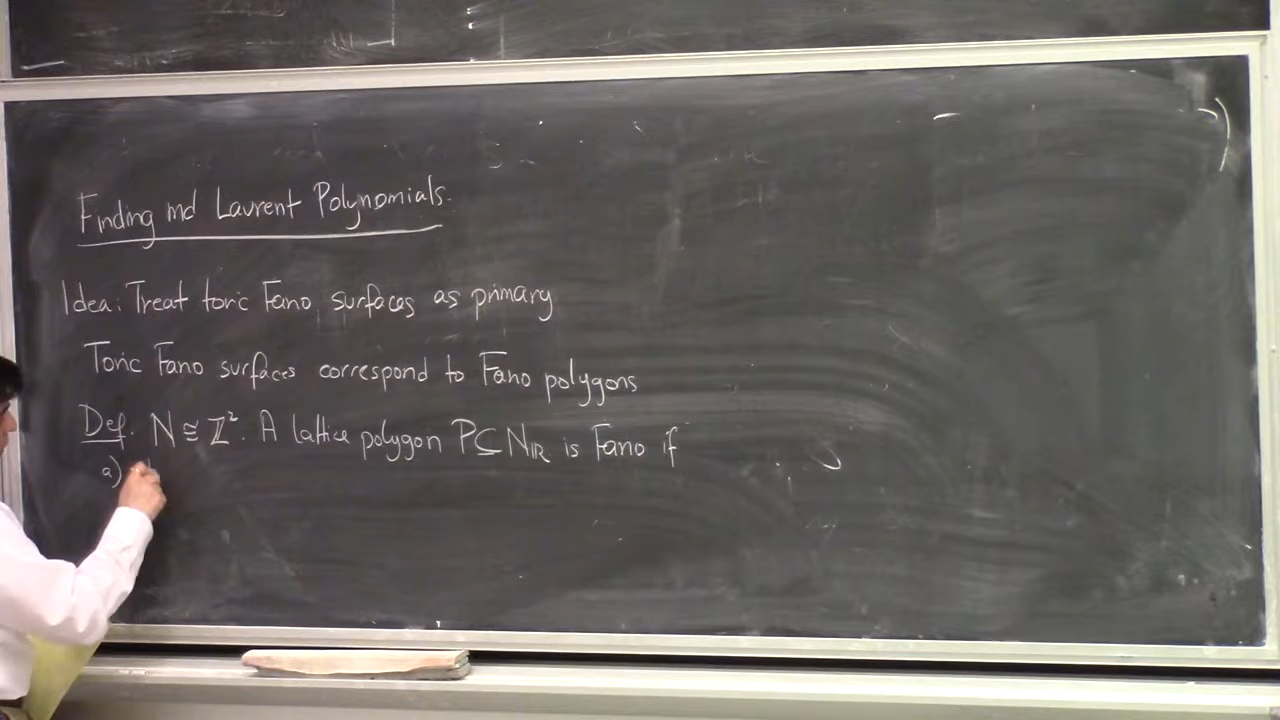 Finding md Laurent Polynomials.
Idea: Treat toric Fano surfaces as primary
Toric Fano surfaces correspond to Fano polygons
Def. N ≅ ℤ². A lattice polygon P ⊆ N_ℝ is Fano if
a)